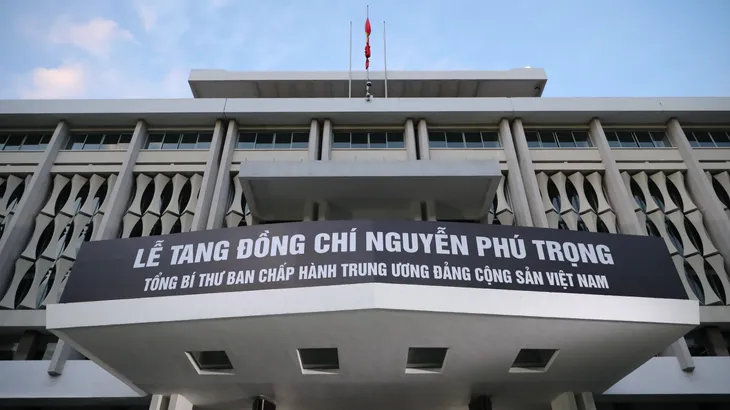 LỄ TANG ĐỒNG CHÍ NGUYỄN PHÚ TRỌNG
TỔNG BÍ THƯ BAN CHẤP HÀNH TRUNG ƯƠNG ĐẢNG CỘNG SẢN VIỆT NAM